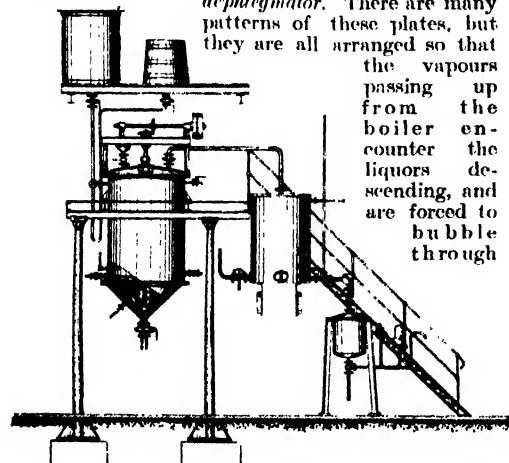 dephlegmator. There are many
patterns of these plates, but
they are all arranged so that
the vapours
passing up
from the
boiler en-
counter the
liquors de-
scending, and
are forced to
bubble
through